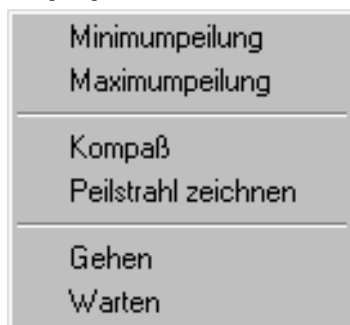 Minimumpeilung
Maximumpeilung
Kompaß
Peilstrahl zeichnen
Gehen
Warten